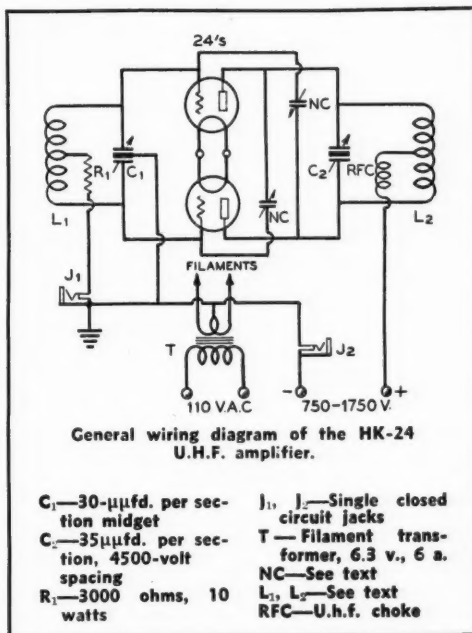 24's
NC
R₁
C₁
C₂
RFC
L₁
NC
L₂
J₁
FILAMENTS
T
J₂
110 V.A.C
- 750-1750 V. +
General wiring diagram of the HK-24
U.H.F. amplifier.
C₁—30-μμfd. per sec-
tion midget
C₂—35μμfd. per sec-
tion, 4500-volt
spacing
R₁—3000 ohms, 10
watts
J₁, J₂—Single closed
circuit jacks
T — Filament trans-
former, 6.3 v., 6 a.
NC—See text
L₁, L₂—See text
RFC—U.h.f. choke